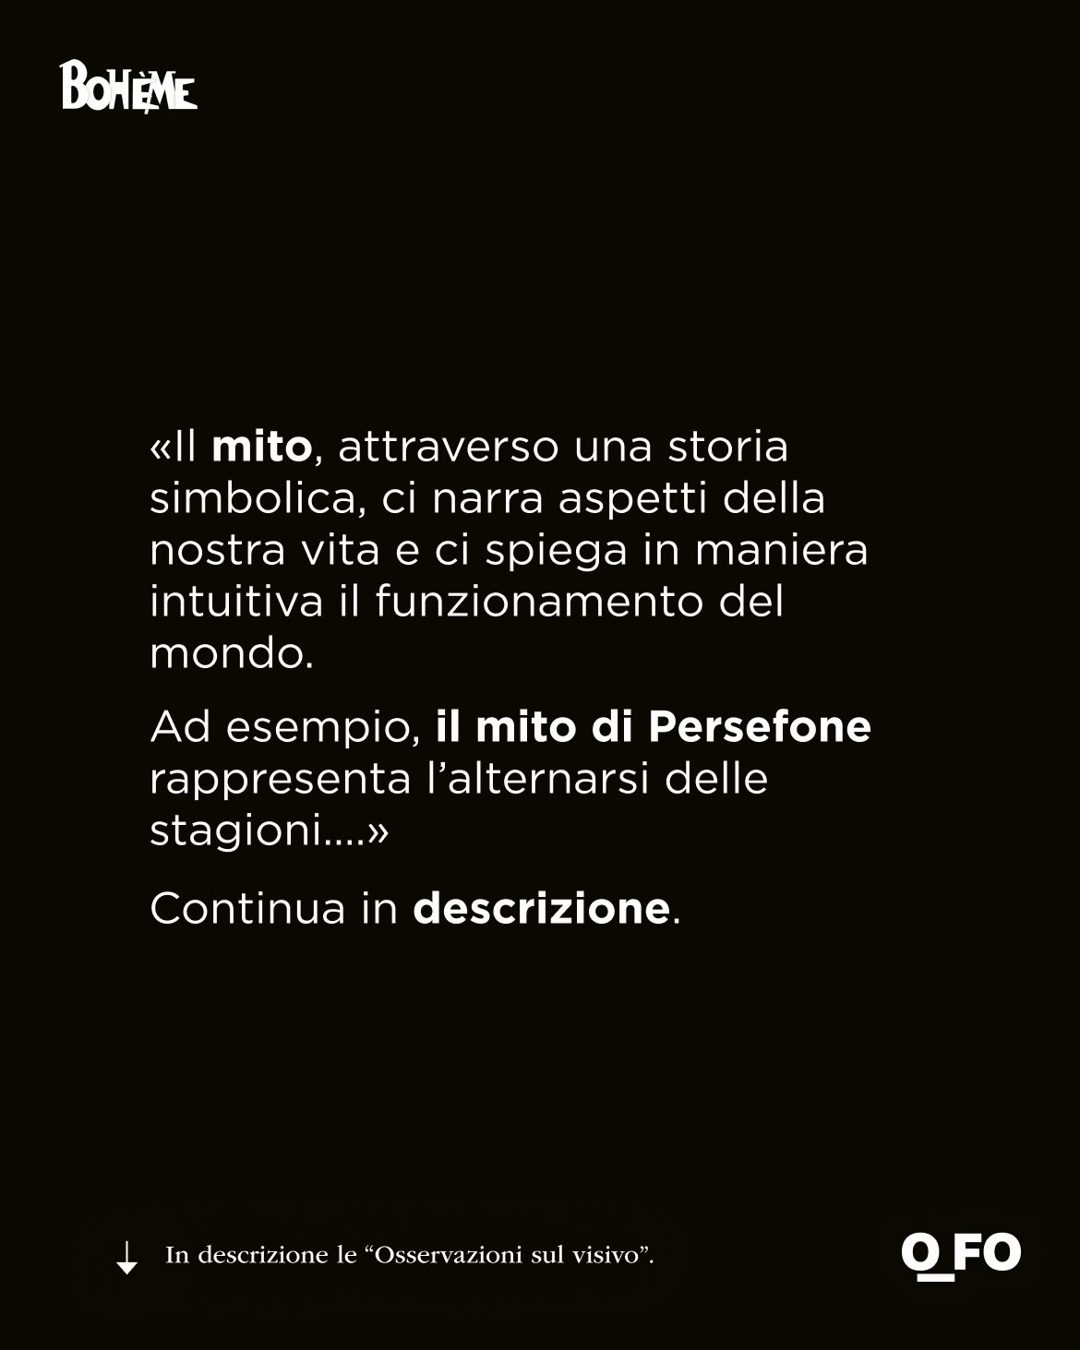 BOHÈME
«Il mito, attraverso una storia
simbolica, ci narra aspetti della
nostra vita e ci spiega in maniera
intuitiva il funzionamento del
mondo.
Ad esempio, il mito di Persefone
rappresenta l’alternarsi delle
stagioni....»
Continua in descrizione.
↓ In descrizione le “Osservazioni sul visivo”.
O_FO